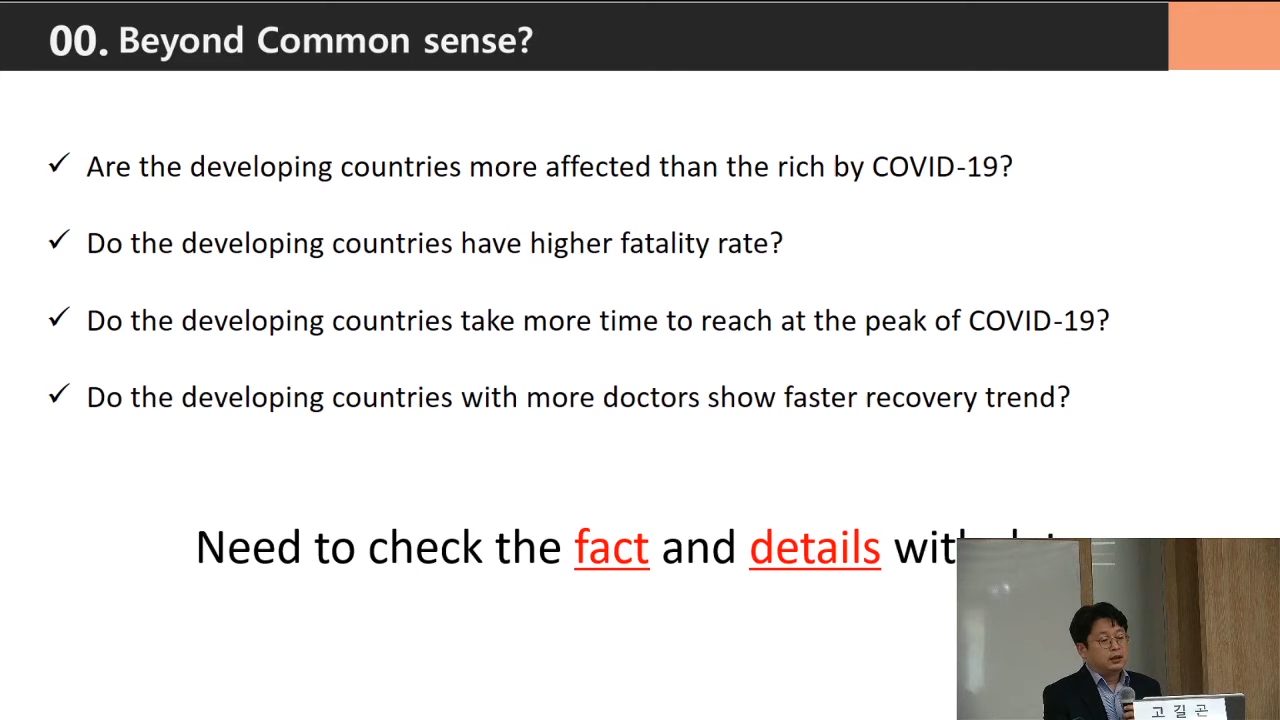 00. Beyond Common sense?
✓ Are the developing countries more affected than the rich by COVID-19?
✓ Do the developing countries have higher fatality rate?
✓ Do the developing countries take more time to reach at the peak of COVID-19?
✓ Do the developing countries with more doctors show faster recovery trend?
Need to check the fact and details
고 길 곤